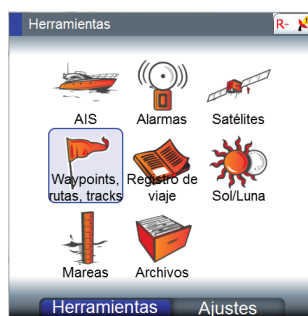 Herramientas
R-
AIS
Alarmas
Satélites
Waypoints,
rutas, tracks
Registro de
viaje
Sol/Luna
Mareas
Archivos
Herramientas
Ajustes